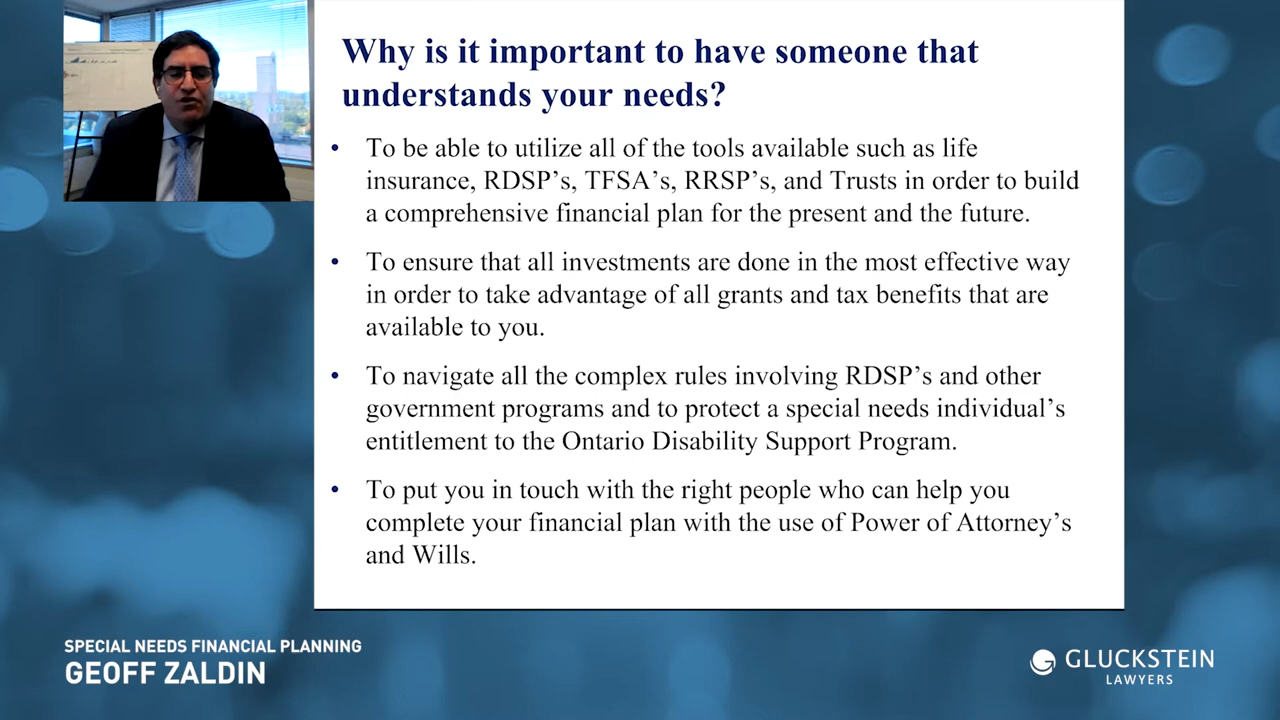 Why is it important to have someone that
understands your needs?
• To be able to utilize all of the tools available such as life
insurance, RDSP's, TFSA's, RRSP's, and Trusts in order to build
a comprehensive financial plan for the present and the future.
• To ensure that all investments are done in the most effective way
in order to take advantage of all grants and tax benefits that are
available to you.
• To navigate all the complex rules involving RDSP's and other
government programs and to protect a special needs individual's
entitlement to the Ontario Disability Support Program.
• To put you in touch with the right people who can help you
complete your financial plan with the use of Power of Attorney's
and Wills.
SPECIAL NEEDS FINANCIAL PLANNING
GEOFF ZALDIN
GLUCKSTEIN
LAWYERS